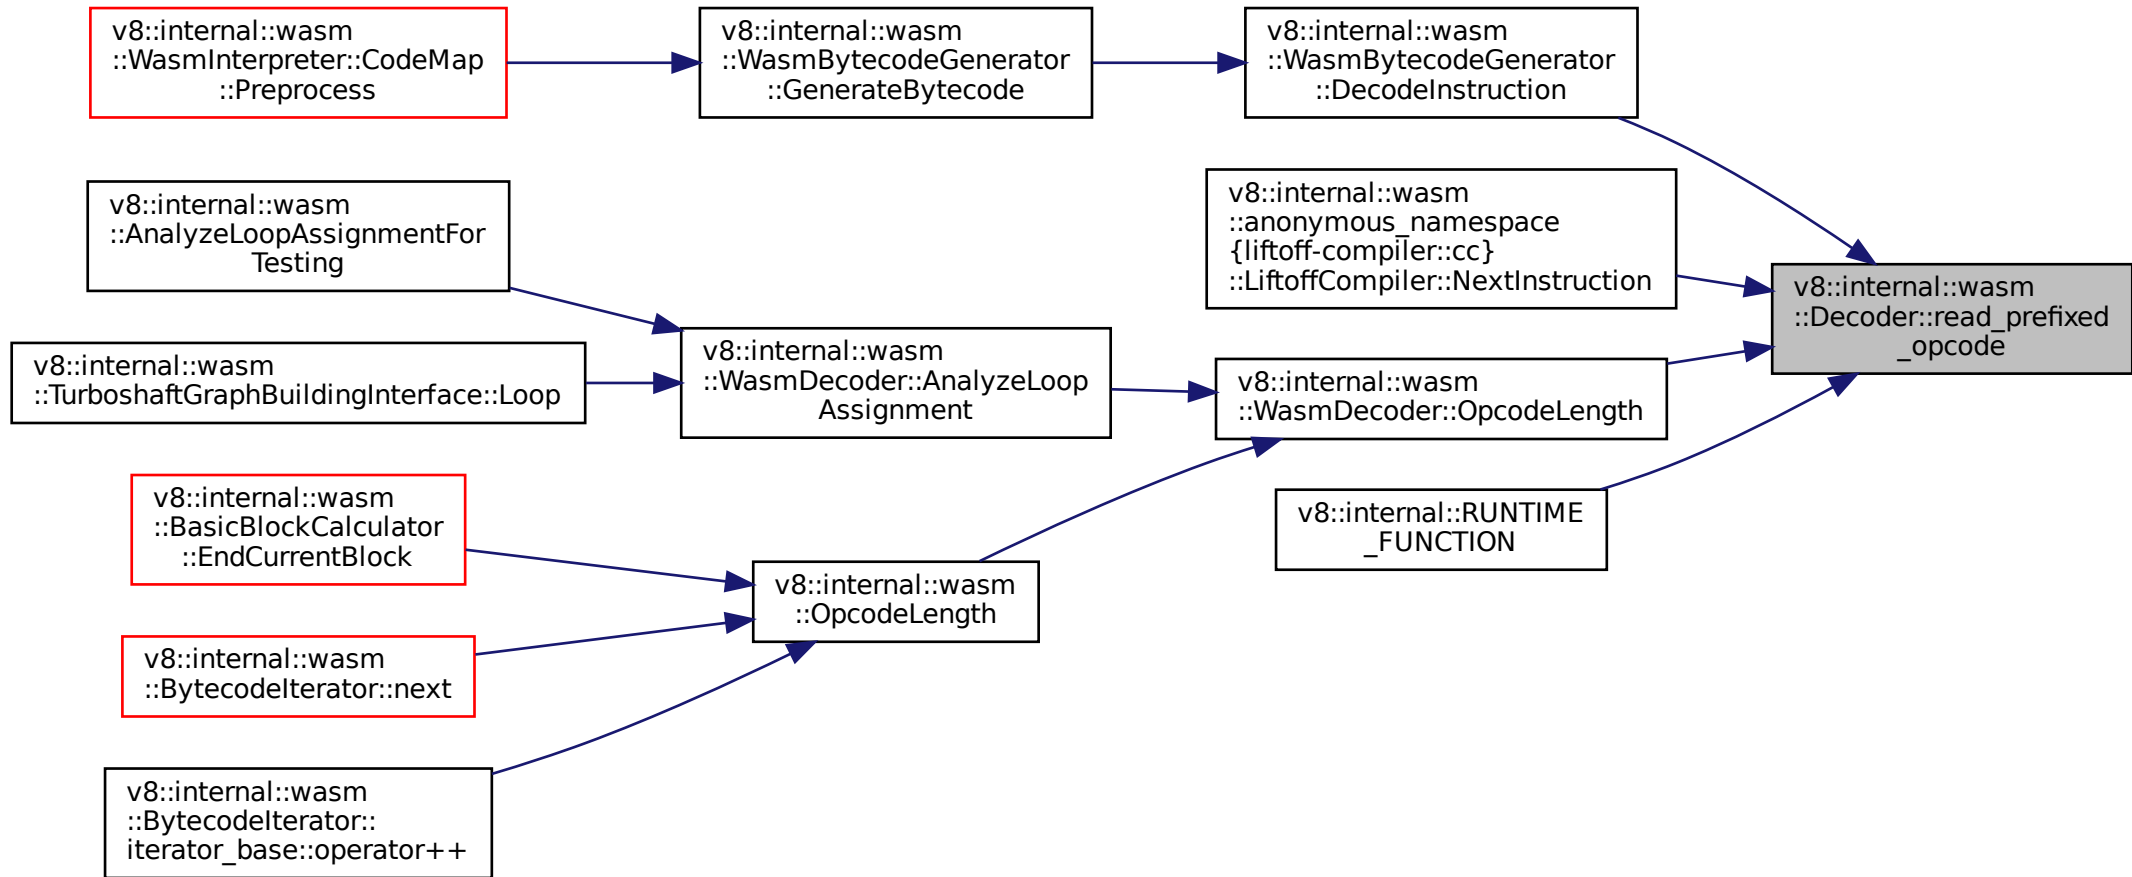 v8::internal::wasm
::WasmInterpreter::CodeMap
::Preprocess
v8::internal::wasm
::WasmBytecodeGenerator
::GenerateBytecode
v8::internal::wasm
::WasmBytecodeGenerator
::DecodeInstruction
v8::internal::wasm
::AnalyzeLoopAssignmentFor
Testing
v8::internal::wasm
::anonymous_namespace
{liftoff-compiler::cc}
::LiftoffCompiler::NextInstruction
v8::internal::wasm
::Decoder::read_prefixed
_opcode
v8::internal::wasm
::TurboshaftGraphBuildingInterface::Loop
v8::internal::wasm
::WasmDecoder::AnalyzeLoop
Assignment
v8::internal::wasm
::WasmDecoder::OpcodeLength
v8::internal::wasm
::BasicBlockCalculator
::EndCurrentBlock
v8::internal::RUNTIME
_FUNCTION
v8::internal::wasm
::OpcodeLength
v8::internal::wasm
::BytecodeIterator::next
v8::internal::wasm
::BytecodeIterator::
iterator_base::operator++